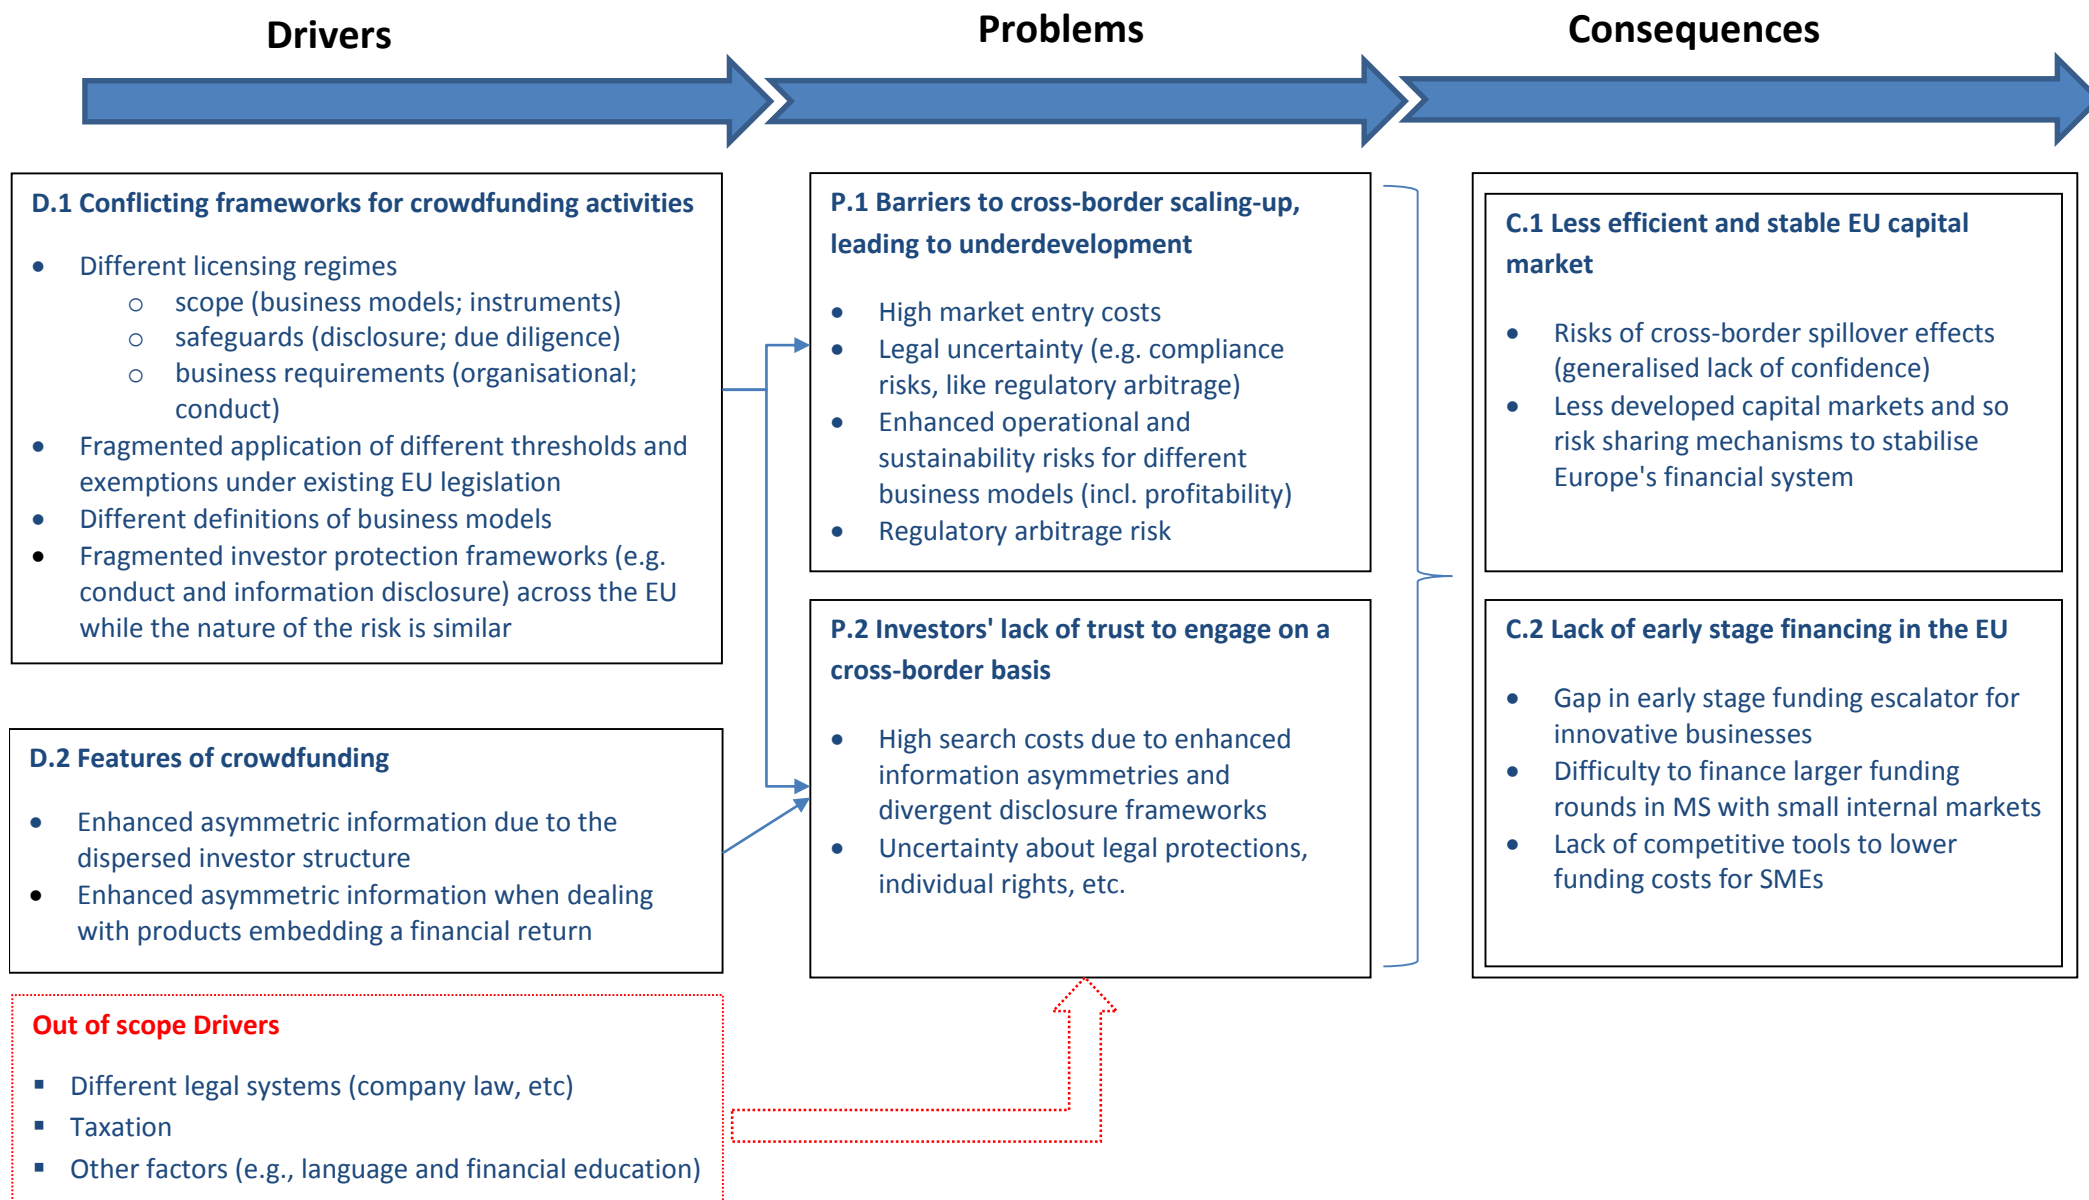 Drivers
Problems
Consequences
D.1 Conflicting frameworks for crowdfunding activities
• Different licensing regimes
o scope (business models; instruments)
o safeguards (disclosure; due diligence)
o business requirements (organisational;
conduct)
• Fragmented application of different thresholds and
exemptions under existing EU legislation
• Different definitions of business models
• Fragmented investor protection frameworks (e.g.
conduct and information disclosure) across the EU
while the nature of the risk is similar
D.2 Features of crowdfunding
• Enhanced asymmetric information due to the
dispersed investor structure
• Enhanced asymmetric information when dealing
with products embedding a financial return
Out of scope Drivers
▪ Different legal systems (company law, etc)
▪ Taxation
▪ Other factors (e.g., language and financial education)
P.1 Barriers to cross-border scaling-up,
leading to underdevelopment
• High market entry costs
• Legal uncertainty (e.g. compliance
risks, like regulatory arbitrage)
• Enhanced operational and
sustainability risks for different
business models (incl. profitability)
• Regulatory arbitrage risk
P.2 Investors' lack of trust to engage on a
cross-border basis
• High search costs due to enhanced
information asymmetries and
divergent disclosure frameworks
• Uncertainty about legal protections,
individual rights, etc.
C.1 Less efficient and stable EU capital
market
• Risks of cross-border spillover effects
(generalised lack of confidence)
• Less developed capital markets and so
risk sharing mechanisms to stabilise
Europe's financial system
C.2 Lack of early stage financing in the EU
• Gap in early stage funding escalator for
innovative businesses
• Difficulty to finance larger funding
rounds in MS with small internal markets
• Lack of competitive tools to lower
funding costs for SMEs